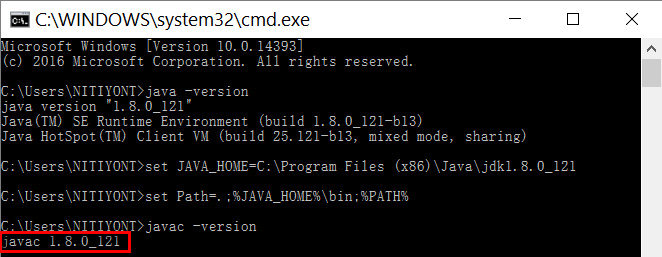 C:\WINDOWS\system32\cmd.exe
Microsoft Windows [Version 10.0.14393]
(c) 2016 Microsoft Corporation. All rights reserved.
C:\Users\NITIYONT>java -version
java version "1.8.0_121"
Java(TM) SE Runtime Environment (build 1.8.0_121-b13)
Java HotSpot(TM) Client VM (build 25.121-b13, mixed mode, sharing)
C:\Users\NITIYONT>set JAVA_HOME=C:\Program Files (x86)\Java\jdk1.8.0_121
C:\Users\NITIYONT>set Path=.;%JAVA_HOME%\bin;%PATH%
C:\Users\NITIYONT>javac -version
javac 1.8.0_121